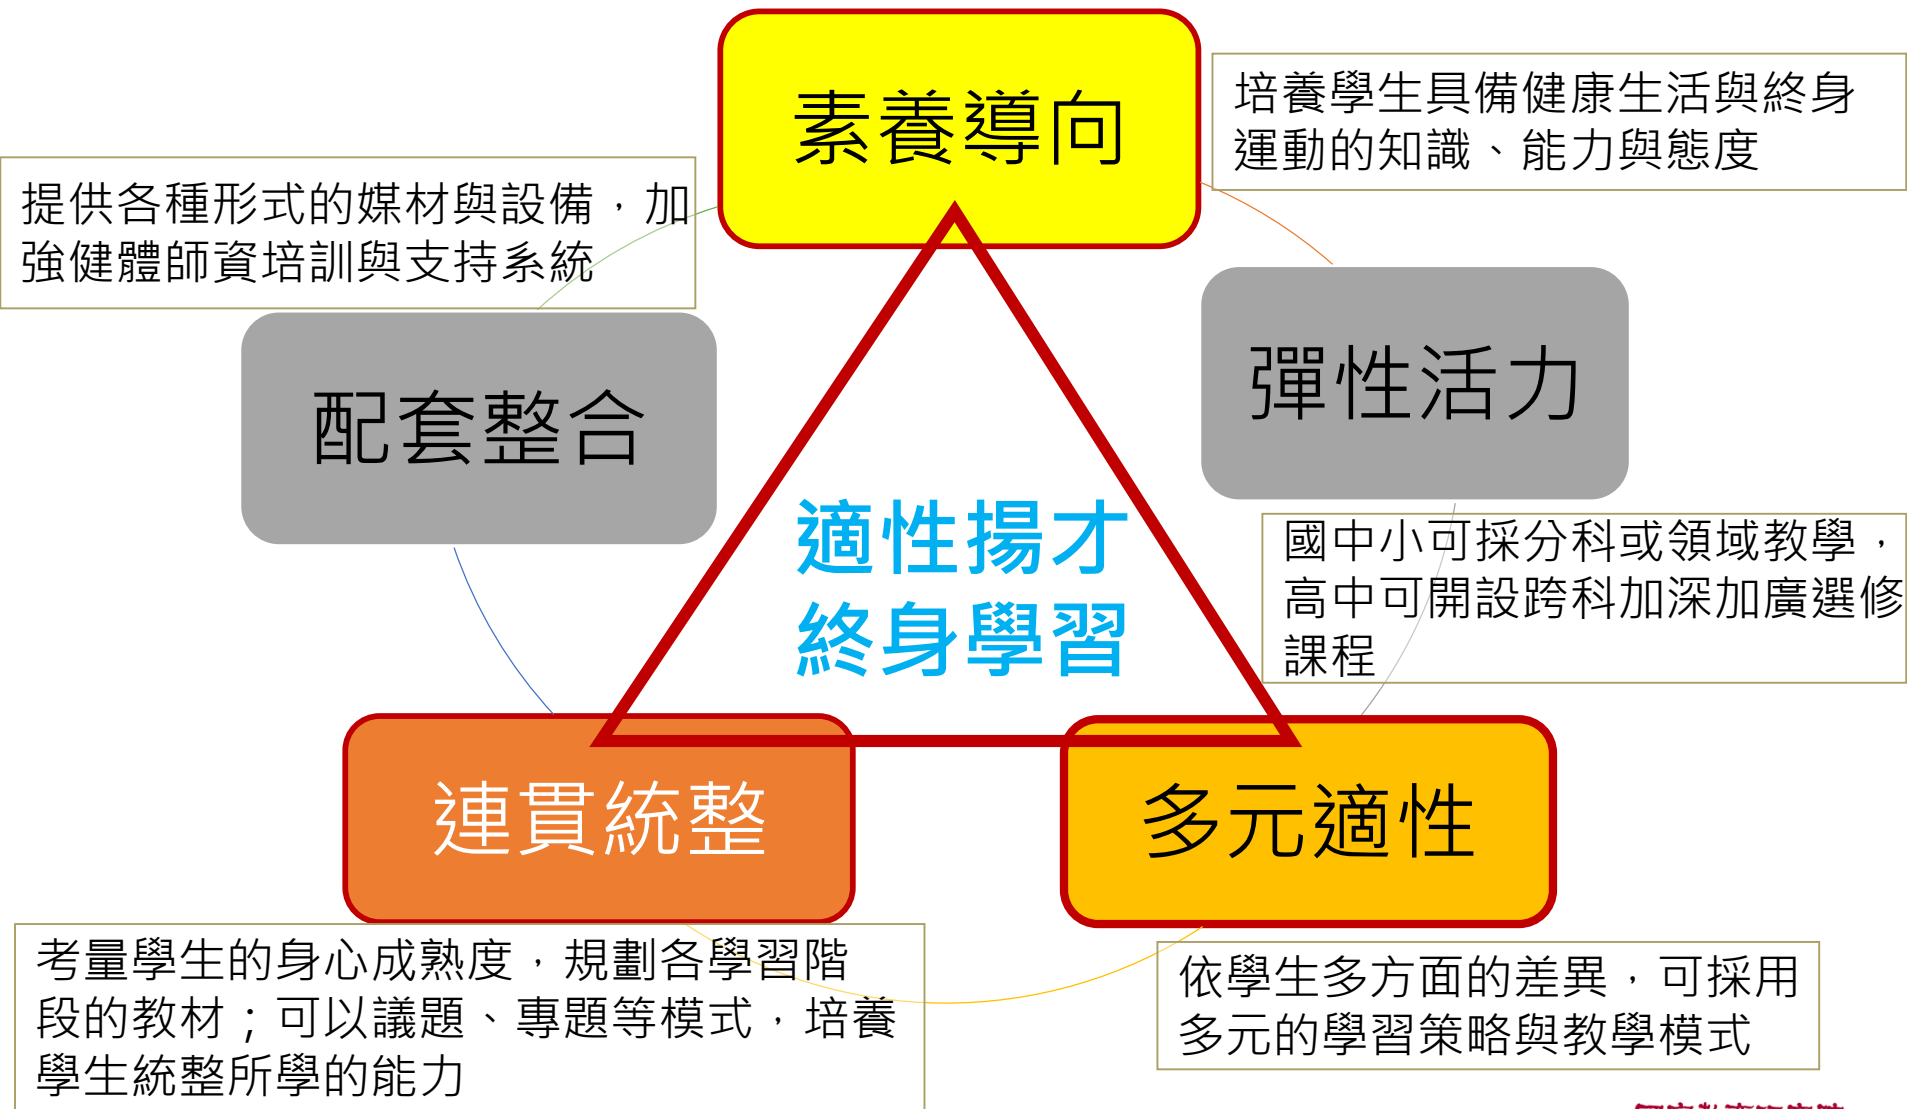 素養導向
培養學生具備健康生活與終身
運動的知識、能力與態度
提供各種形式的媒材與設備，加
強健體師資培訓與支持系統
彈性活力
配套整合
適性揚才
終身學習
國中小可採分科或領域教學，
高中可開設跨科加深加廣選修
課程
連貫統整
多元適性
考量學生的身心成熟度，規劃各學習階
段的教材；可以議題、專題等模式，培養
學生統整所學的能力
依學生多方面的差異，可採用
多元的學習策略與教學模式